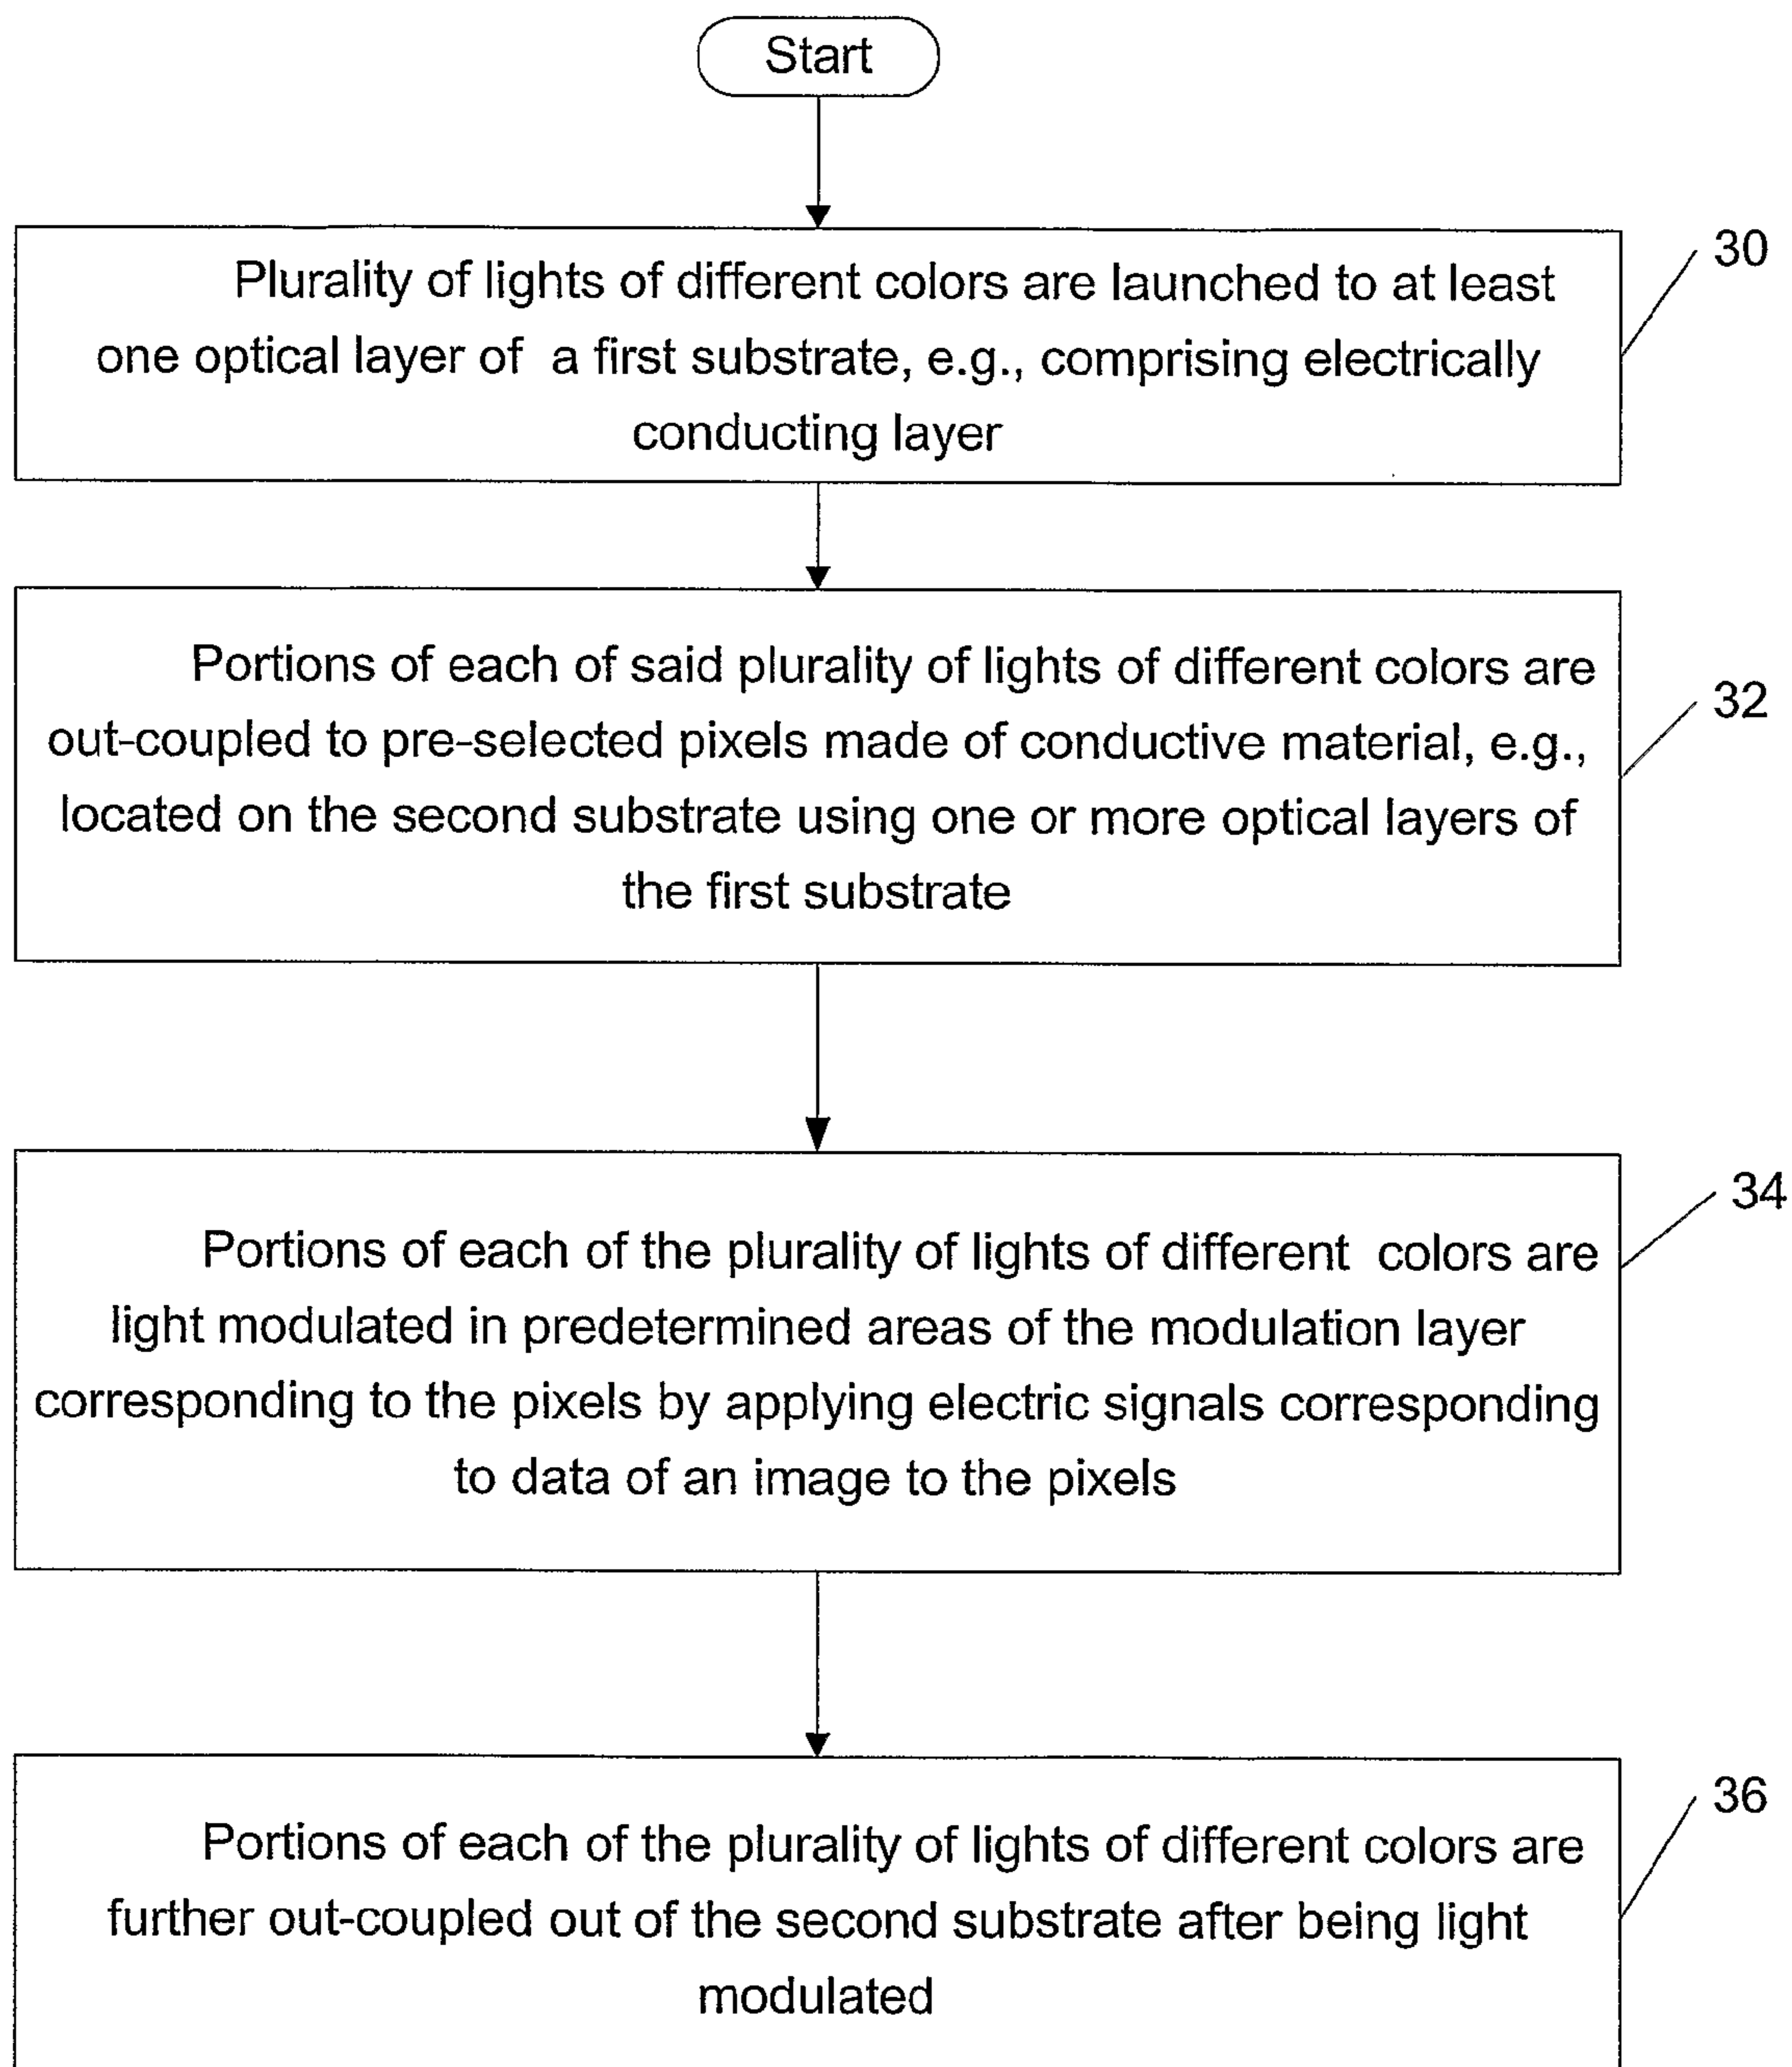 Start
Plurality of lights of different colors are launched to at least
one optical layer of a first substrate, e.g., comprising electrically
conducting layer
30
Portions of each of said plurality of lights of different colors are
out-coupled to pre-selected pixels made of conductive material, e.g.,
located on the second substrate using one or more optical layers of
the first substrate
32
Portions of each of the plurality of lights of different colors are
light modulated in predetermined areas of the modulation layer
corresponding to the pixels by applying electric signals corresponding
to data of an image to the pixels
34
Portions of each of the plurality of lights of different colors are
further out-coupled out of the second substrate after being light
modulated
36